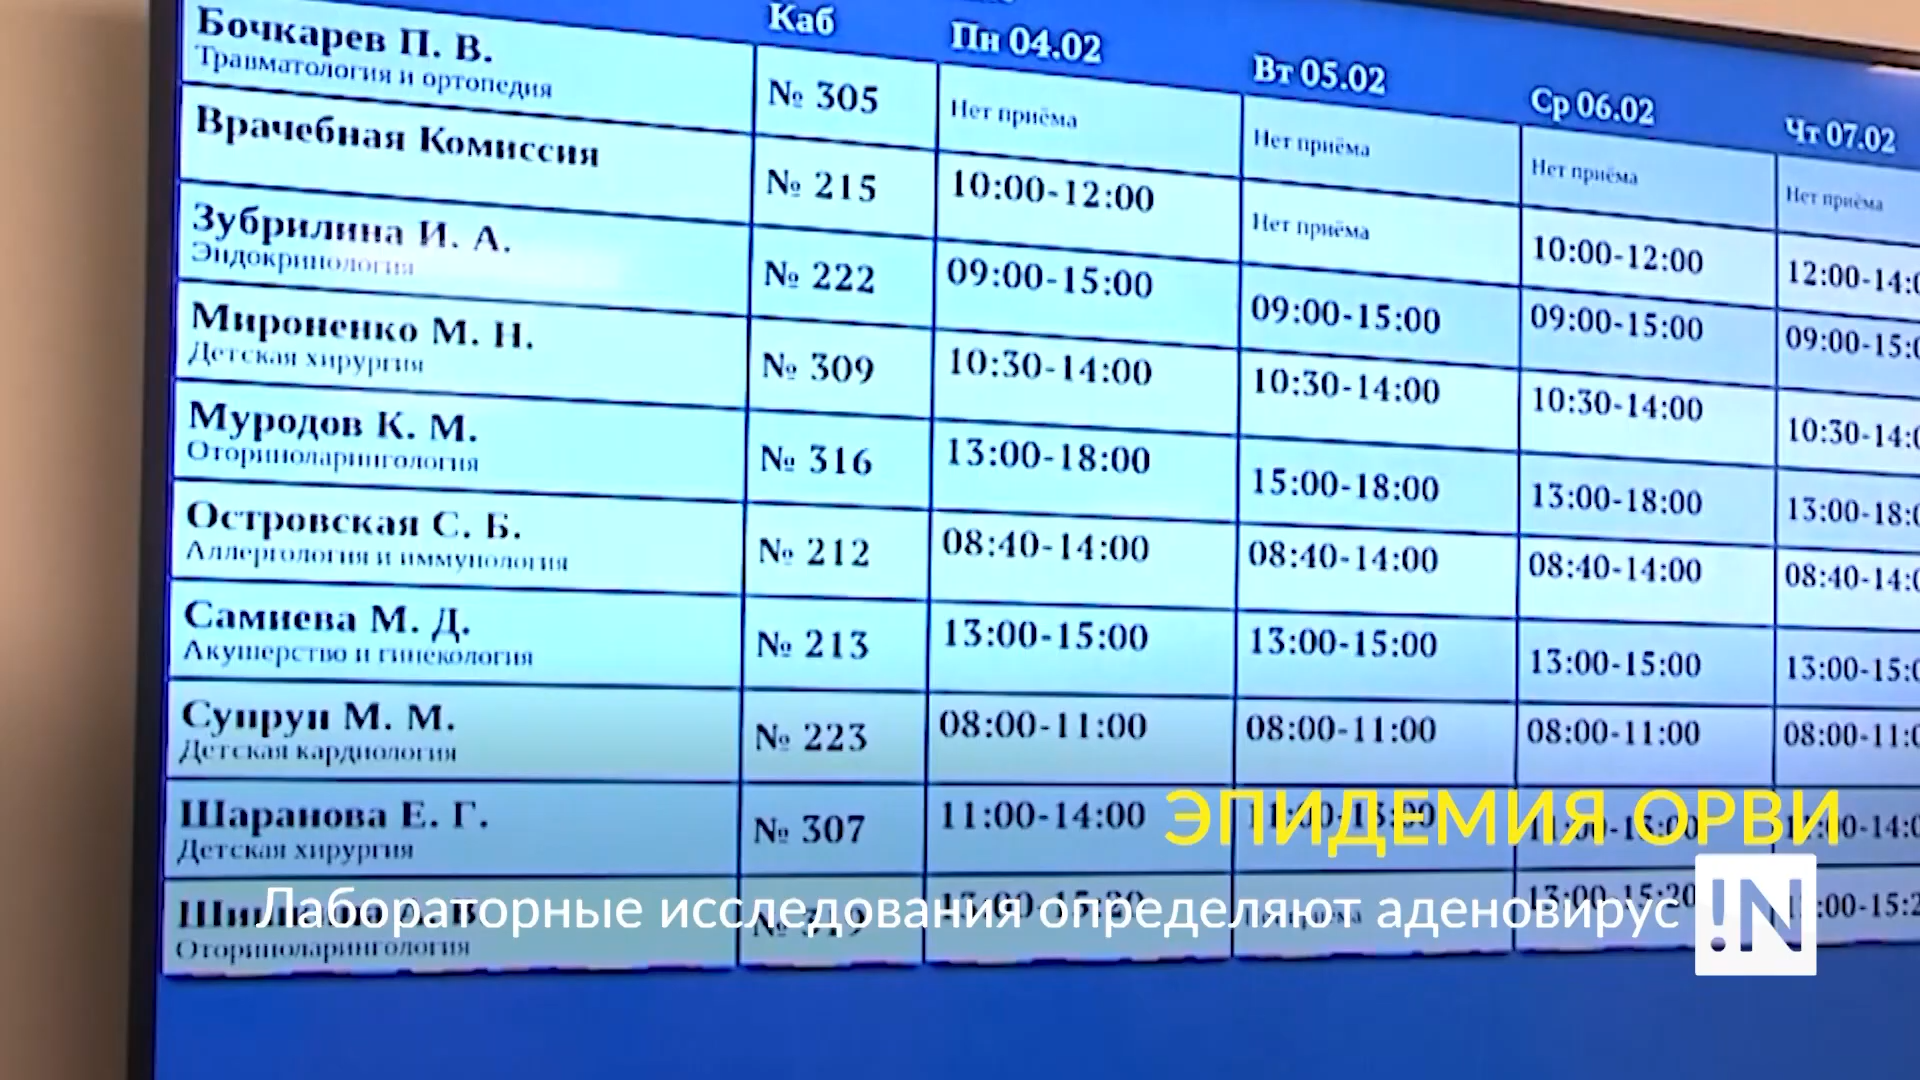 Каб Пн 04.02 Вт 05.02 Ср 06.02 Чт 07.02
Бочкарев П. В. № 305 Нет приёма Нет приёма Нет приёма Нет приёма
Травматология и ортопедия
Врачебная Комиссия № 215 10:00-12:00 Нет приёма 10:00-12:00
Зубрилина И. А. № 222 09:00-15:00 09:00-15:00 09:00-15:00
Эндокринология
Мироненко М. Н. № 309 10:30-14:00 10:30-14:00 10:30-14:00
Детская хирургия
Муродов К. М. № 316 13:00-18:00 15:00-18:00 13:00-18:00
Оториноларингология
Островская С. Б. № 212 08:40-14:00 08:40-14:00 08:40-14:00
Аллергология и иммунология
Самиева М. Д. № 213 13:00-15:00 13:00-15:00 13:00-15:00
Акушерство и гинекология
Супрун М. М. № 223 08:00-11:00 08:00-11:00 08:00-11:00
Детская кардиология
Шаранова Е. Г. № 307 11:00-14:00
Детская хирургия
Оториноларингология
ЭПИДЕМИЯ ОРВИ
Лабораторные исследования определяют аденовирус
!N